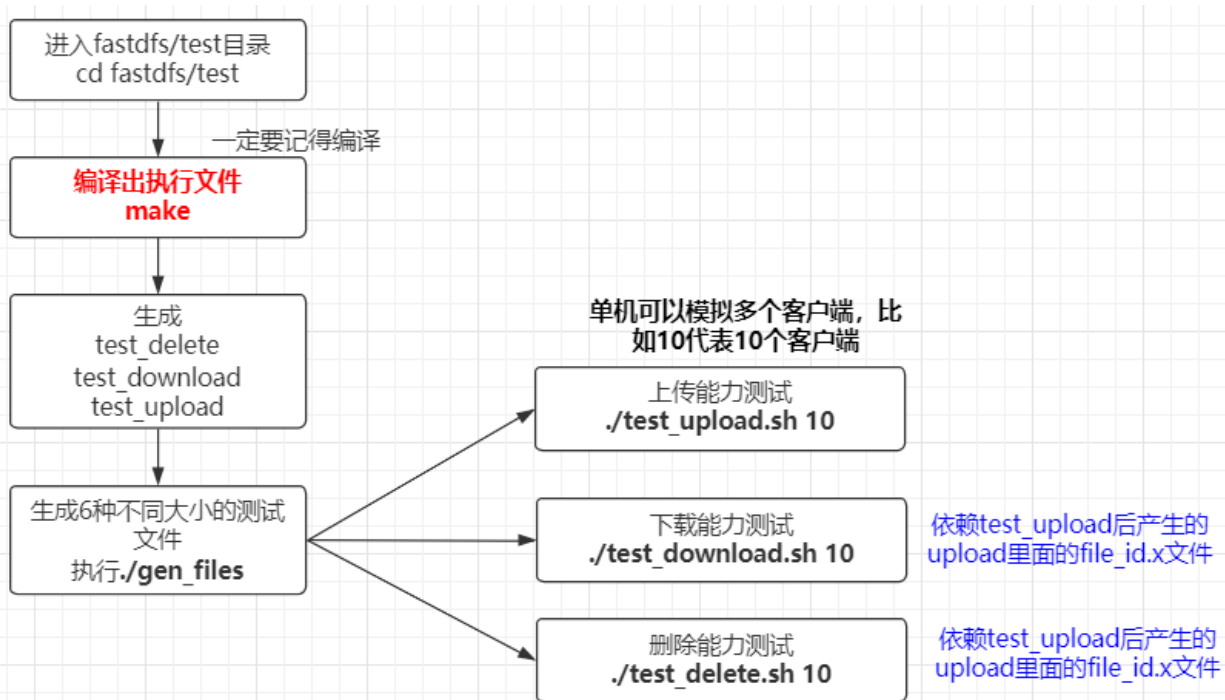 进入fastdfs/test目录
cd fastdfs/test
一定要记得编译
编译出执行文件
make
生成
test_delete
test_download
test_upload
生成6种不同大小的测试
文件
执行./gen_files
单机可以模拟多个客户端，比
如10代表10个客户端
上传能力测试
./test_upload.sh 10
下载能力测试
./test_download.sh 10
依赖test_upload后产生的
upload里面的file_id.x文件
删除能力测试
./test_delete.sh 10
依赖test_upload后产生的
upload里面的file_id.x文件